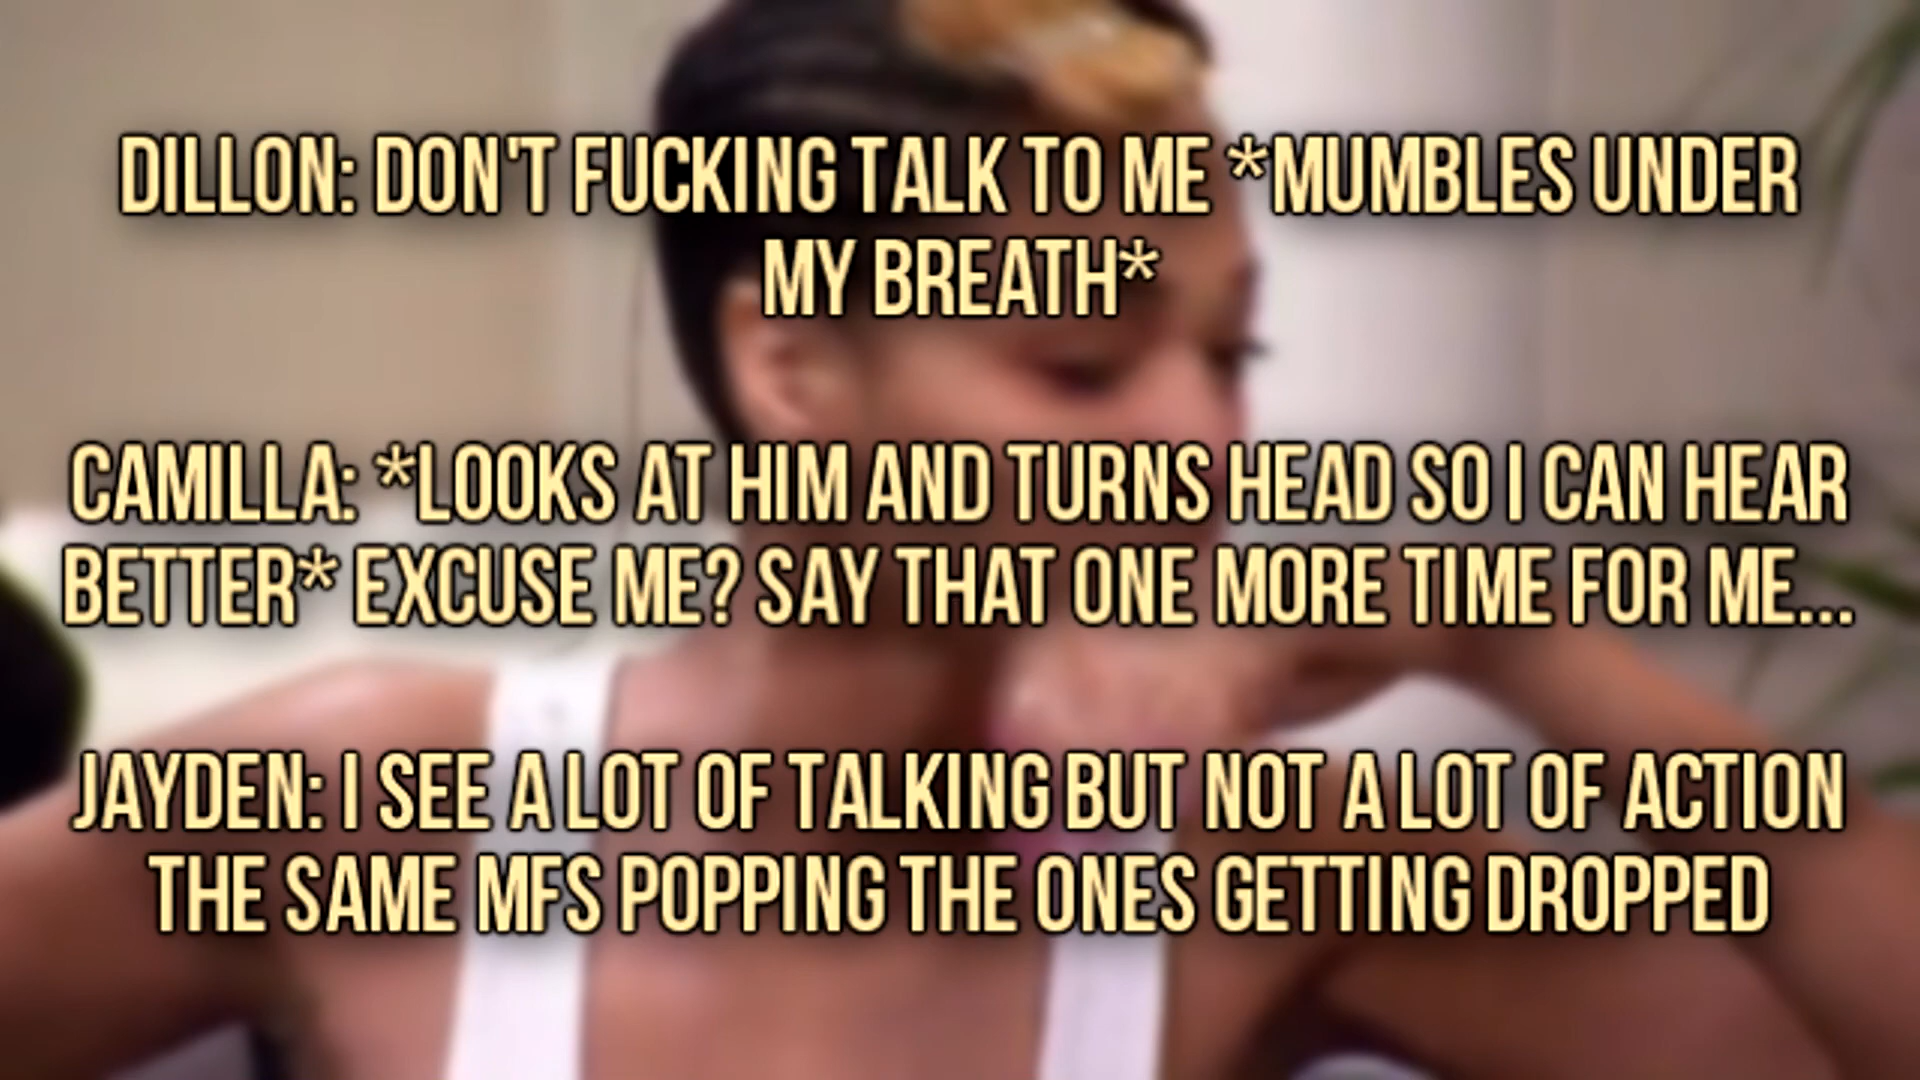 DILLON: DON'T FUCKING TALK TO ME *MUMBLES UNDER
MY BREATH*
CAMILLA: *LOOKS AT HIM AND TURNS HEAD SO I CAN HEAR
BETTER* EXCUSE ME? SAY THAT ONE MORE TIME FOR ME...
JAYDEN: I SEE A LOT OF TALKING BUT NOT A LOT OF ACTION
THE SAME MFS POPPING THE ONES GETTING DROPPED